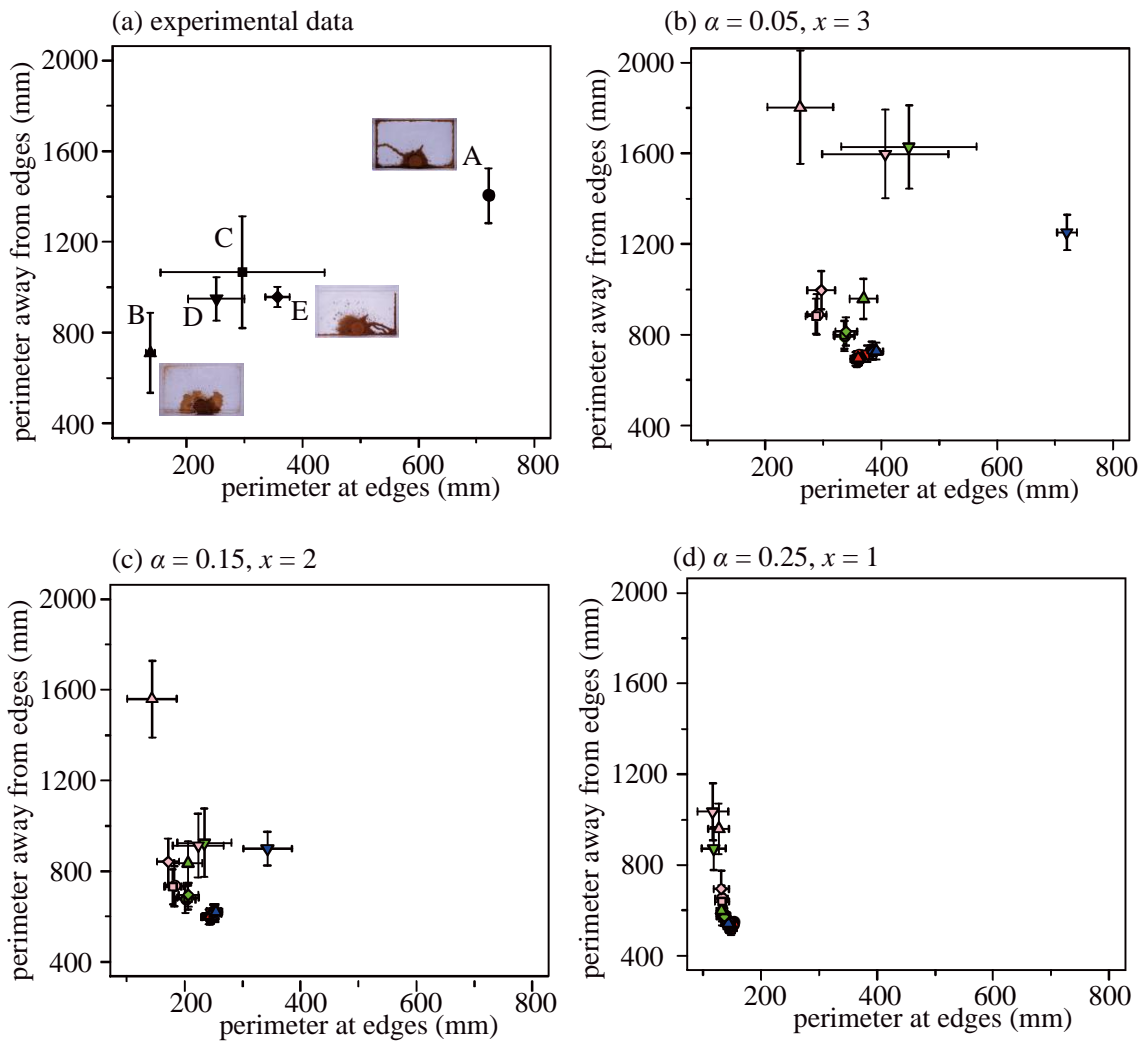 (a) experimental data
perimeter away from edges (mm)
2000
1600
1200
800
400
A
B
C
D
E
200
400
600
800
perimeter at edges (mm)
(b) α = 0.05, x = 3
perimeter away from edges (mm)
2000
1600
1200
800
400
200
400
600
800
perimeter at edges (mm)
(c) α = 0.15, x = 2
perimeter away from edges (mm)
2000
1600
1200
800
400
200
400
600
800
perimeter at edges (mm)
(d) α = 0.25, x = 1
perimeter away from edges (mm)
2000
1600
1200
800
400
200
400
600
800
perimeter at edges (mm)